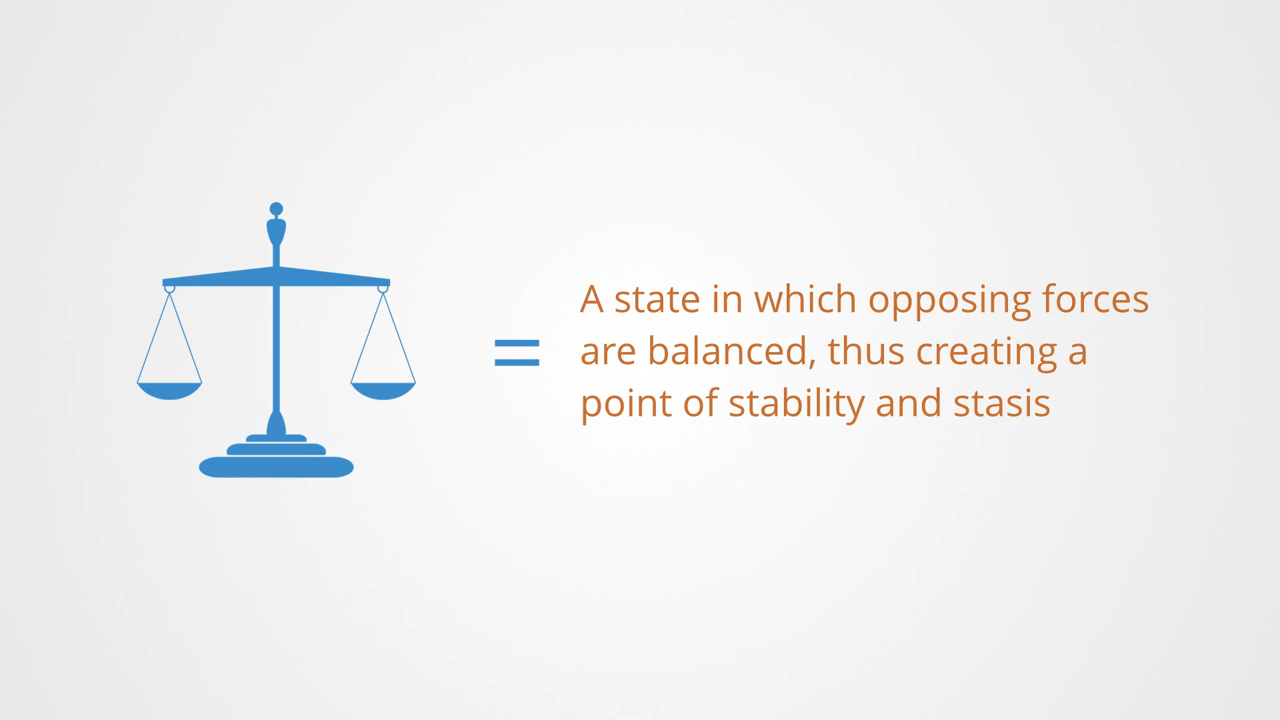 =
A state in which opposing forces
are balanced, thus creating a
point of stability and stasis